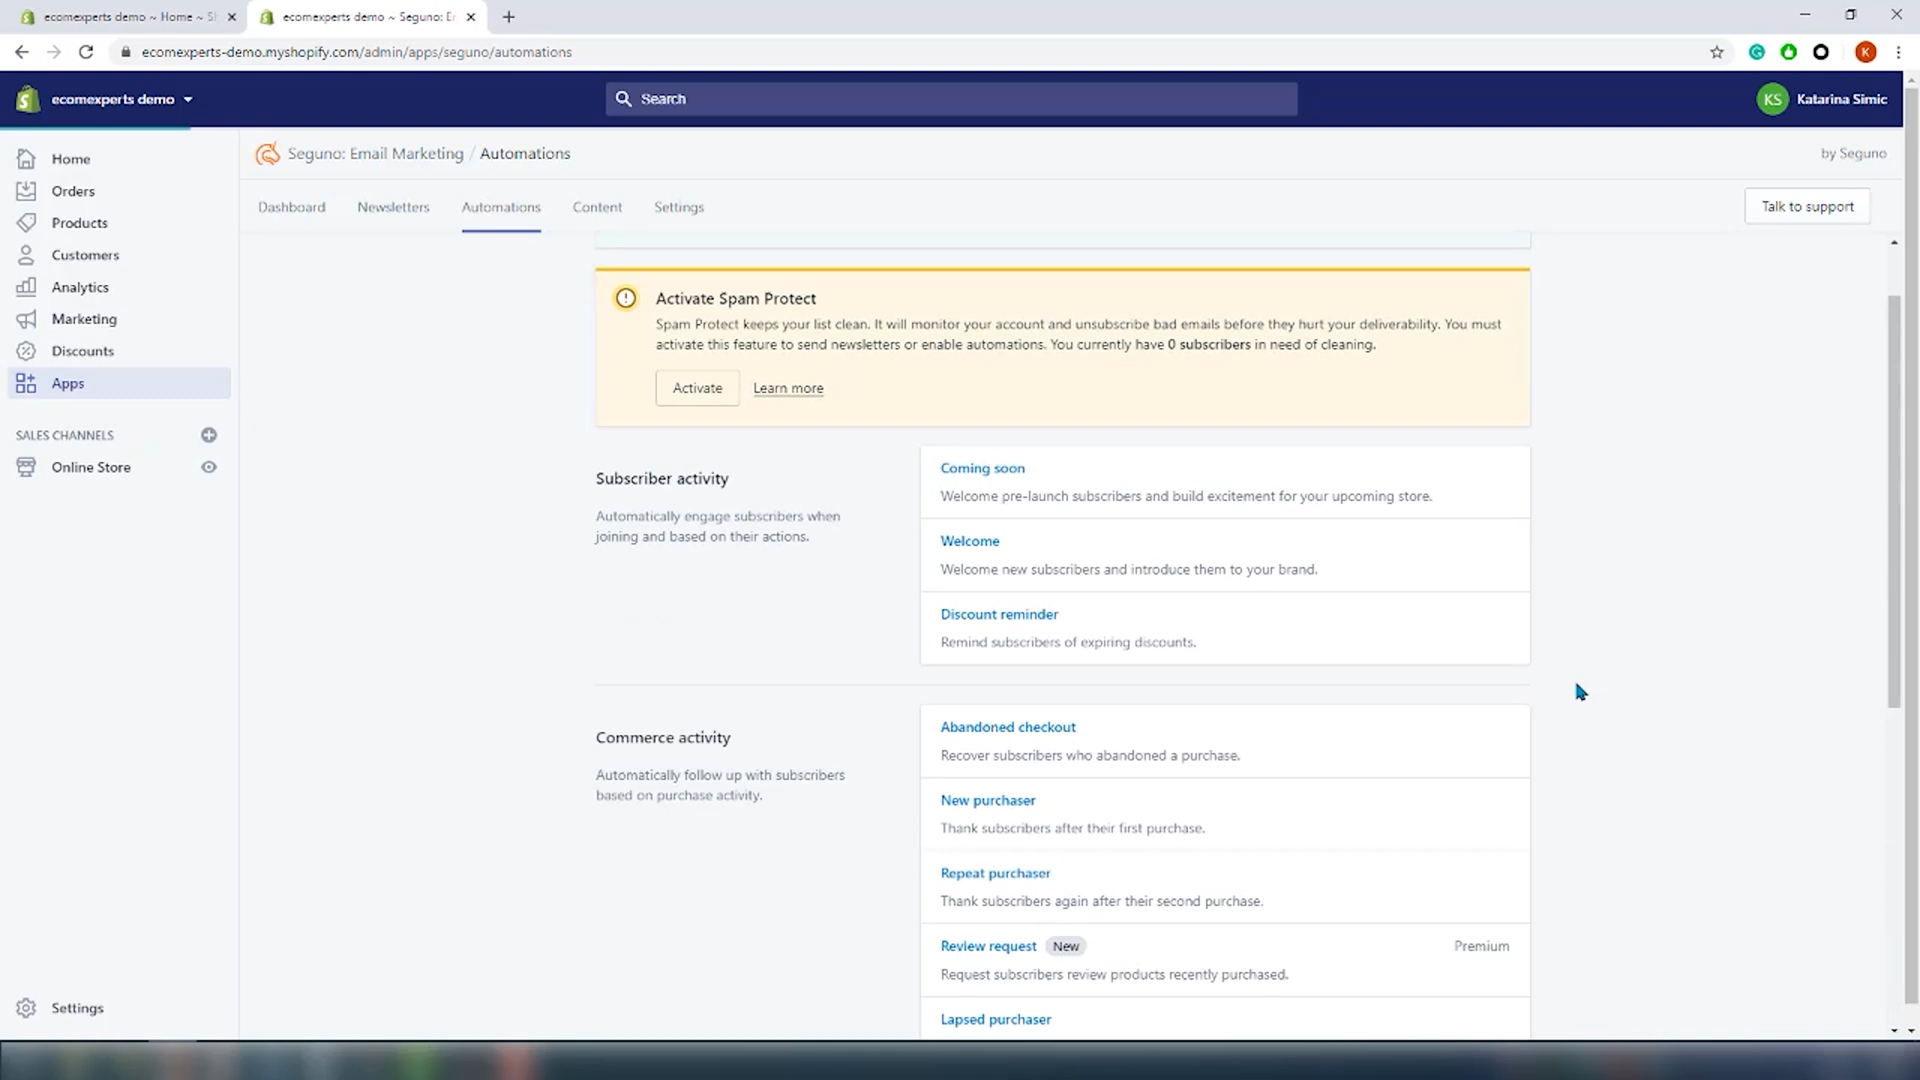 ecomexperts demo ~ Home ~ S
ecomexperts demo ~ Seguno: E
ecomexperts-demo.myshopify.com/admin/apps/seguno/automations
K
ecomexperts demo
Search
KS
Katarina Simic
Home
Orders
Products
Customers
Analytics
Marketing
Discounts
Apps
SALES CHANNELS
Online Store
Settings
Seguno: Email Marketing / Automations
by Seguno
Dashboard
Newsletters
Automations
Content
Settings
Talk to support
Activate Spam Protect
Spam Protect keeps your list clean. It will monitor your account and unsubscribe bad emails before they hurt your deliverability. You must
activate this feature to send newsletters or enable automations. You currently have 0 subscribers in need of cleaning.
Activate
Learn more
Subscriber activity
Automatically engage subscribers when
joining and based on their actions.
Coming soon
Welcome pre-launch subscribers and build excitement for your upcoming store.
Welcome
Welcome new subscribers and introduce them to your brand.
Discount reminder
Remind subscribers of expiring discounts.
Commerce activity
Automatically follow up with subscribers
based on purchase activity.
Abandoned checkout
Recover subscribers who abandoned a purchase.
New purchaser
Thank subscribers after their first purchase.
Repeat purchaser
Thank subscribers again after their second purchase.
Review request New
Premium
Request subscribers review products recently purchased.
Lapsed purchaser